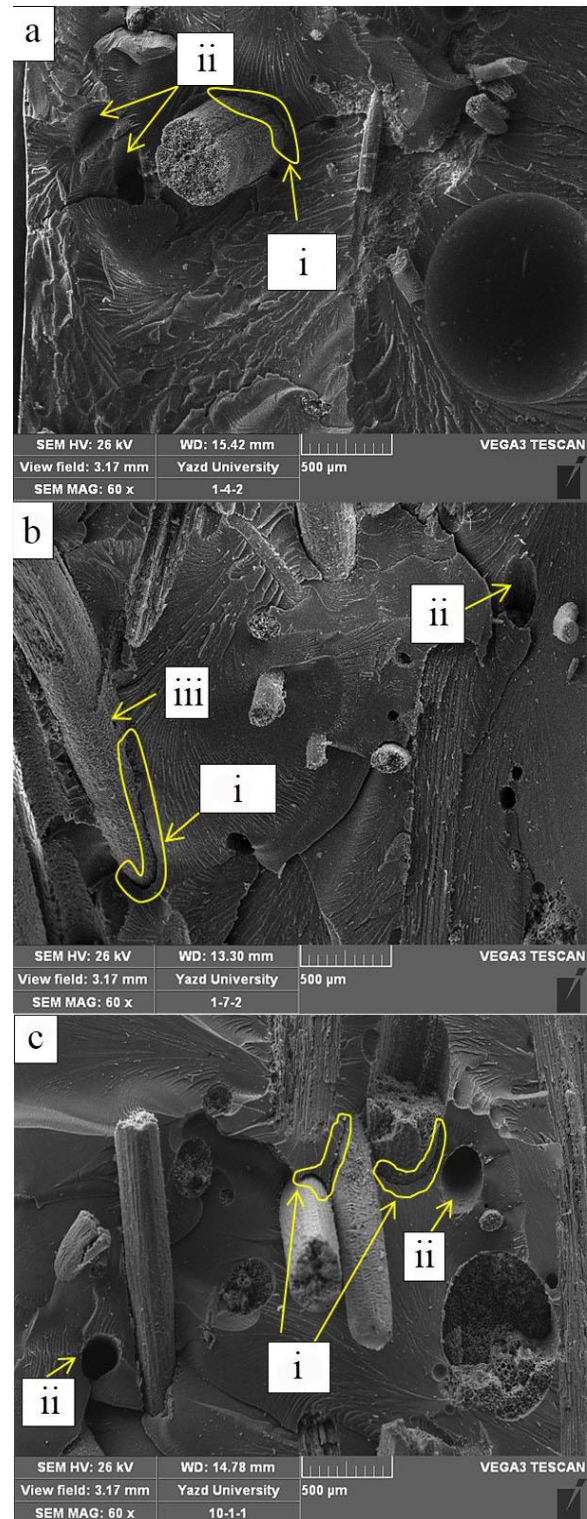 a
ii
i
SEM HV: 26 kV WD: 15.42 mm VEGA3 TESCAN
View field: 3.17 mm Yazd University 500 µm
SEM MAG: 60 x 1-4-2
b
ii
iii
i
SEM HV: 26 kV WD: 13.30 mm VEGA3 TESCAN
View field: 3.17 mm Yazd University 500 µm
SEM MAG: 60 x 1-7-2
c
ii
i
ii
SEM HV: 26 kV WD: 14.78 mm VEGA3 TESCAN
View field: 3.17 mm Yazd University 500 µm
SEM MAG: 60 x 10-1-1